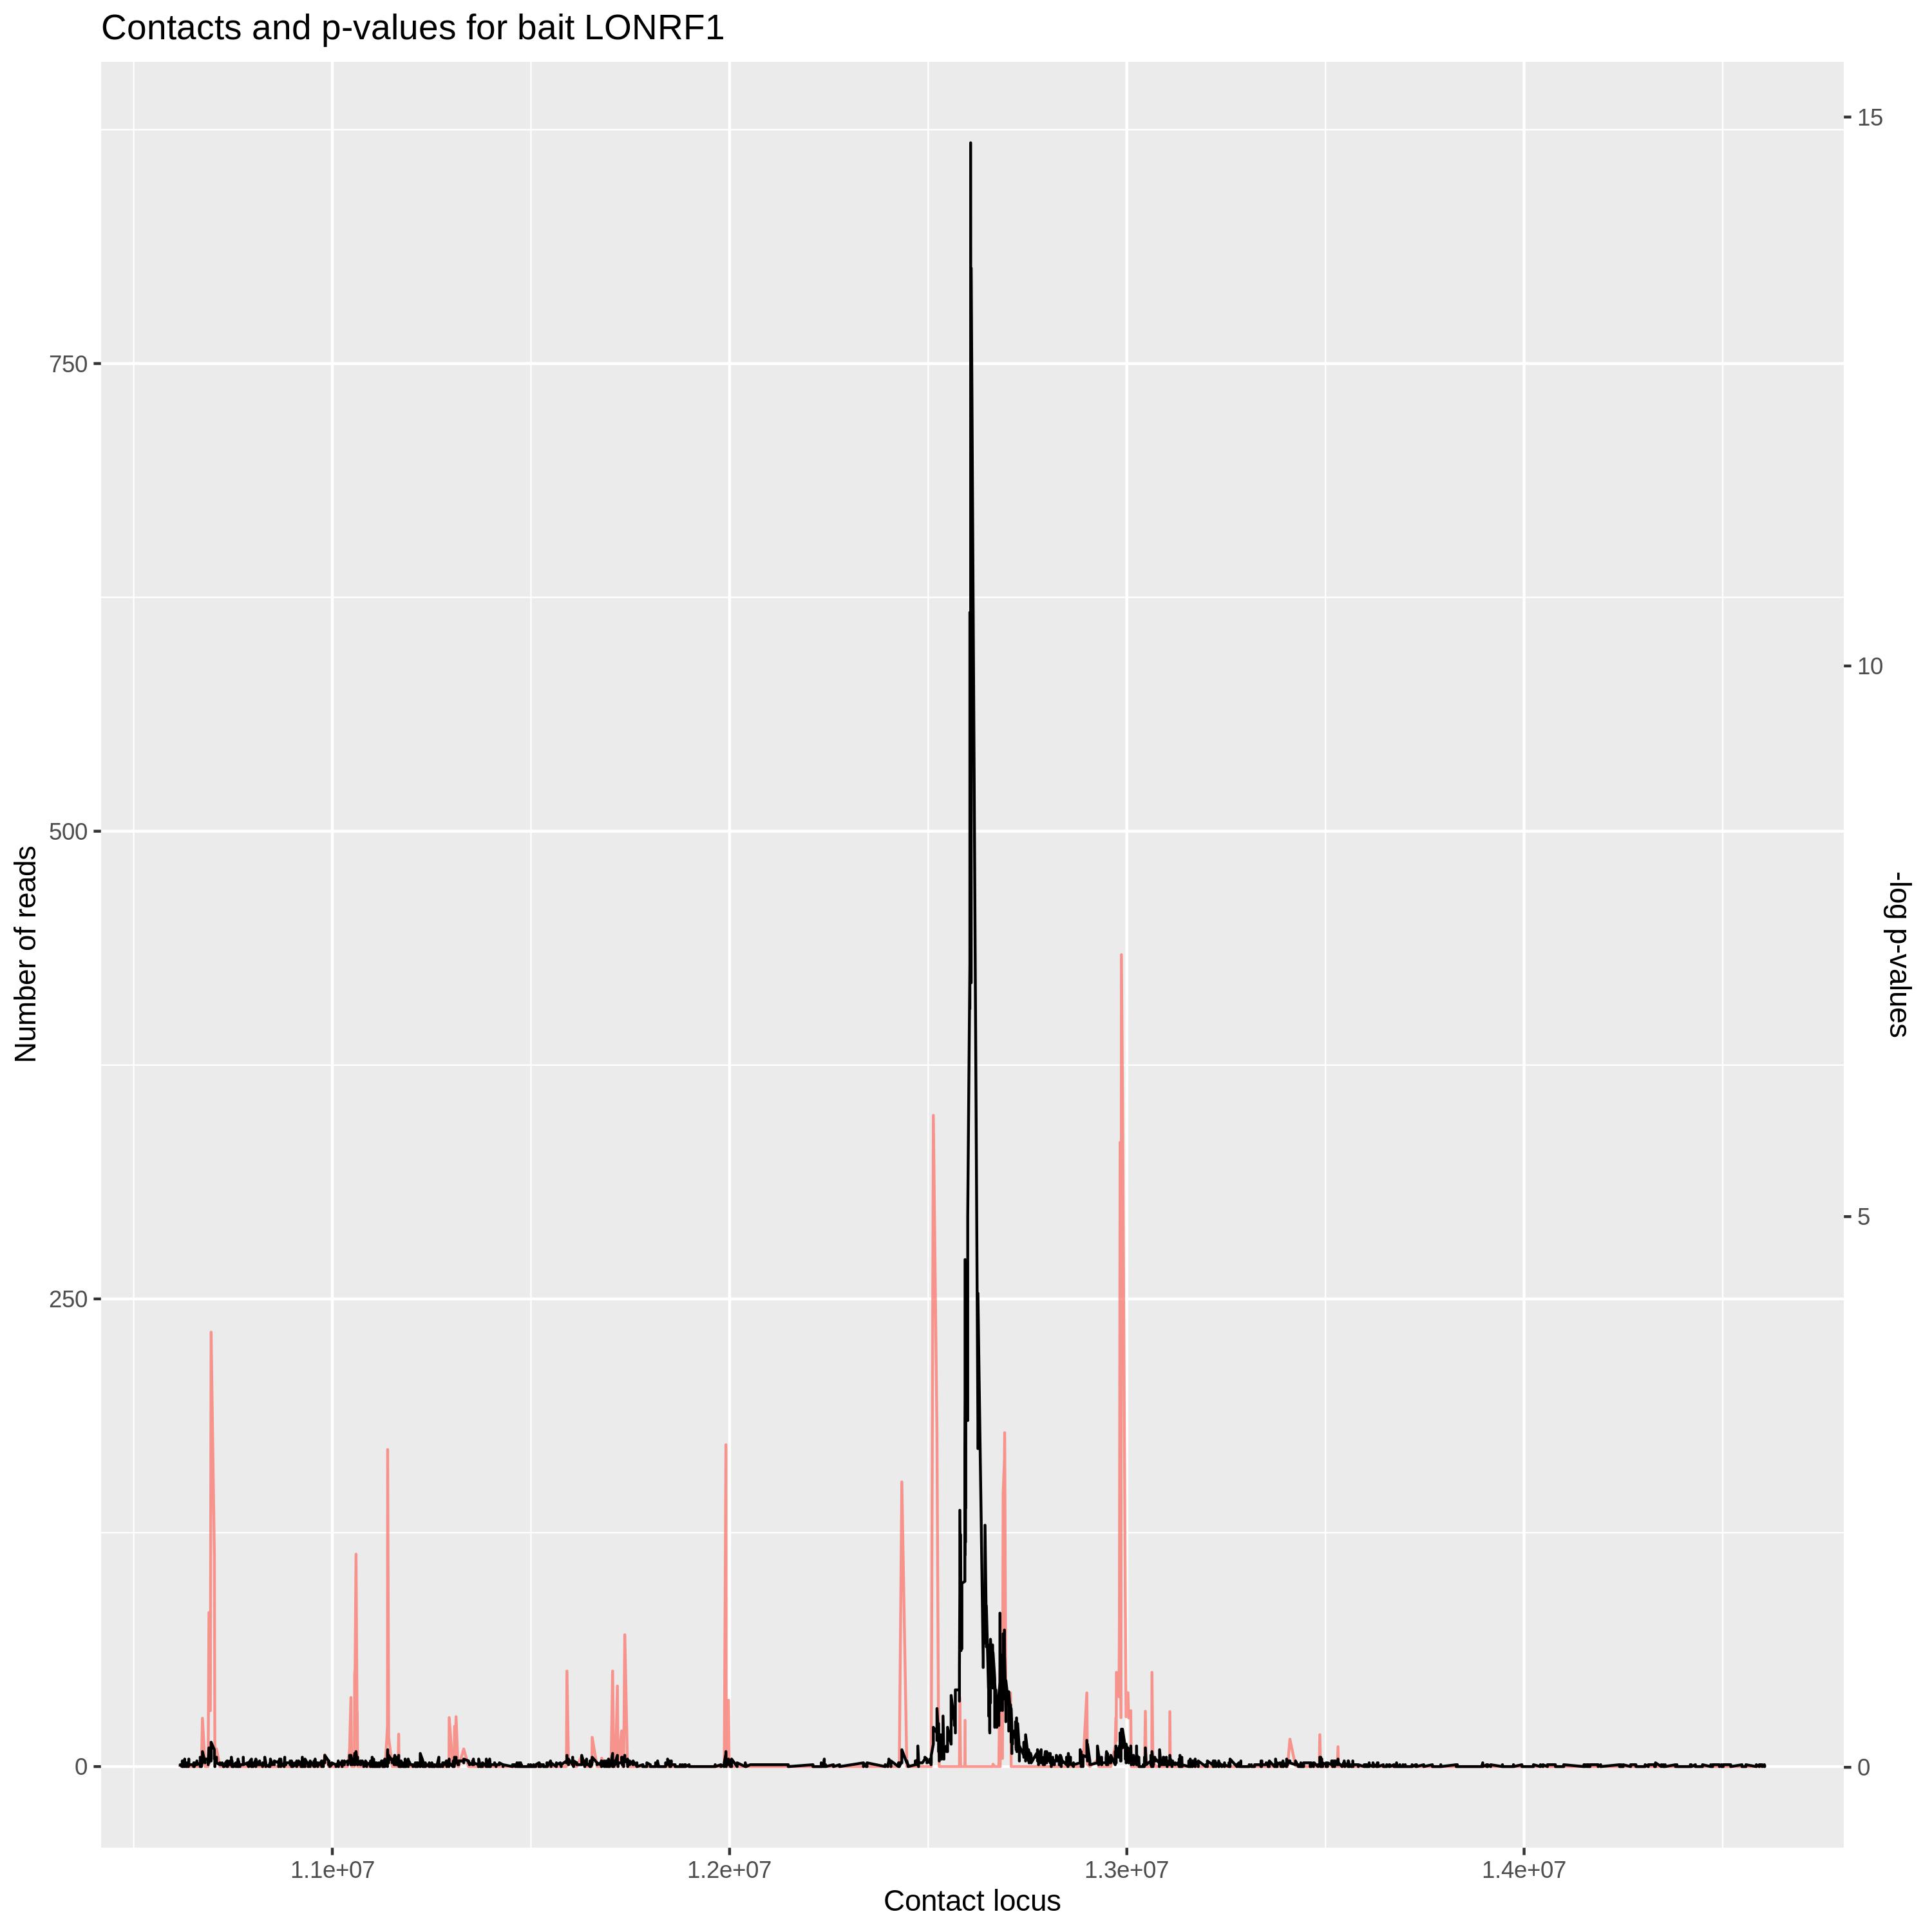 Contacts and p-values for bait LONRF1
15
750
10
500
Number of reads
-log p-values
5
250
0
0
1.1e+07 1.2e+07 1.3e+07 1.4e+07
Contact locus